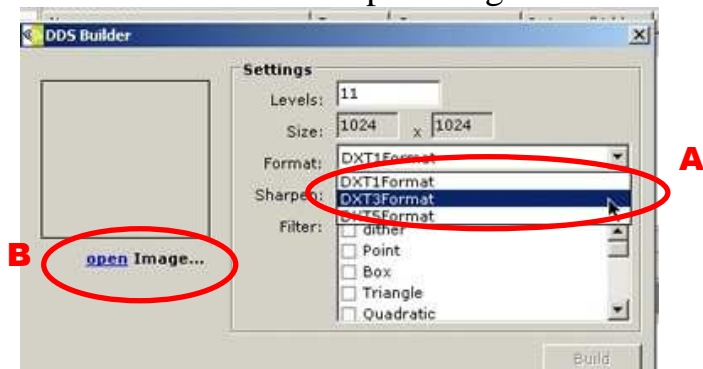 DDS Builder
Settings
Levels: 11
Size: 1024 x 1024
Format: DXT1Format
A
DXT1Format
Sharpen: DXT3Format
DXT5Format
Filter: dither
B
open Image...
Point
Box
Triangle
Quadratic
Build